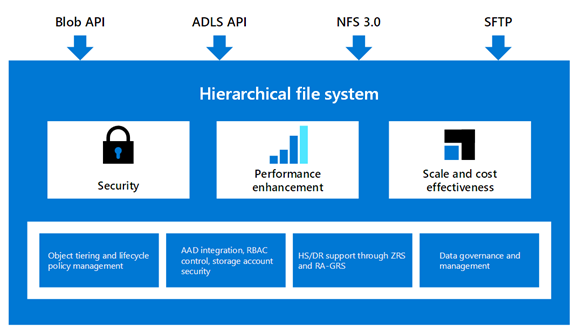 Blob API
ADLS API
NFS 3.0
SFTP
Hierarchical file system
Security
Performance
enhancement
Scale and cost
effectiveness
Object tiering and lifecycle
policy management
AAD integration, RBAC
control, storage account
security
HS/DR support through ZRS
and RA-GRS
Data governance and
management